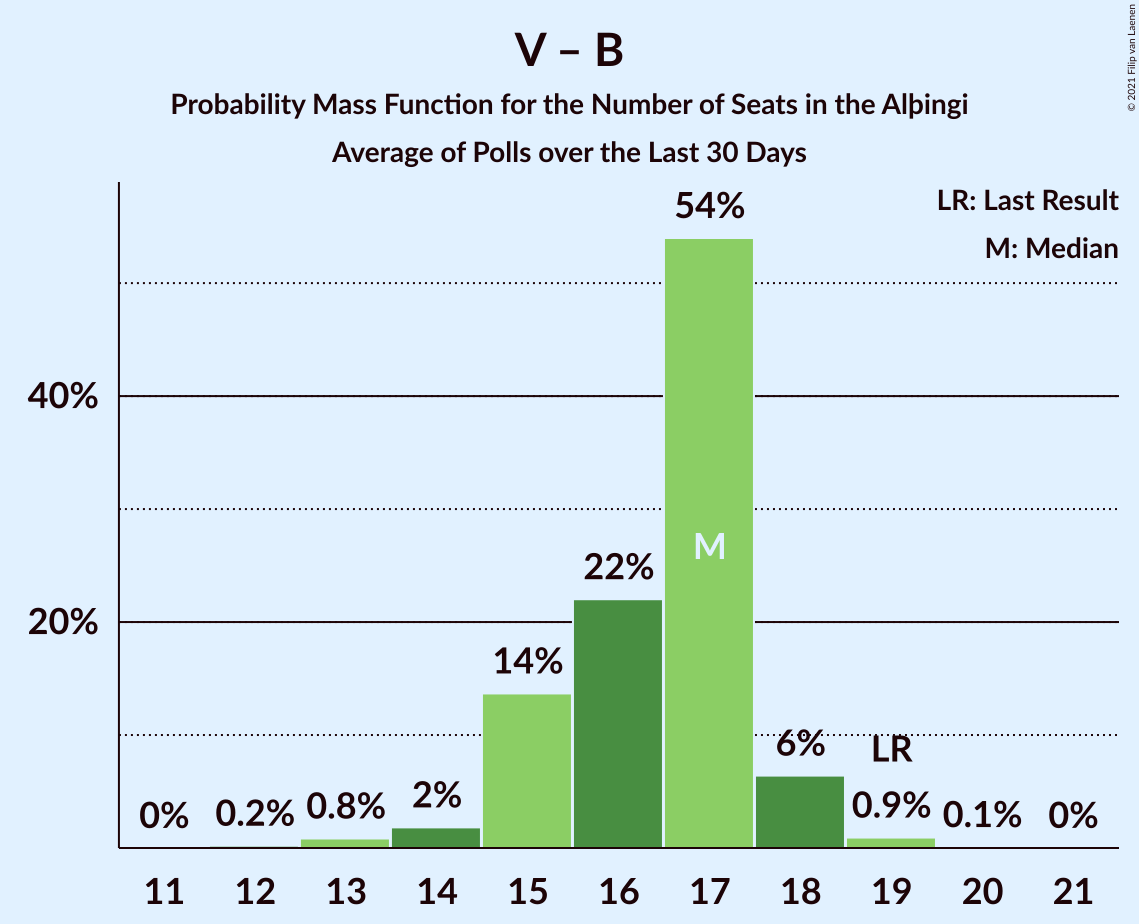 V – B
Probability Mass Function for the Number of Seats in the Alþingi
Average of Polls over the Last 30 Days
© 2021 Filip van Laenen
LR: Last Result
M: Median
40%
20%
0%
0.2%
0.8%
2%
14%
22%
54%
M
6%
LR
0.9%
0.1%
0%
11 12 13 14 15 16 17 18 19 20 21